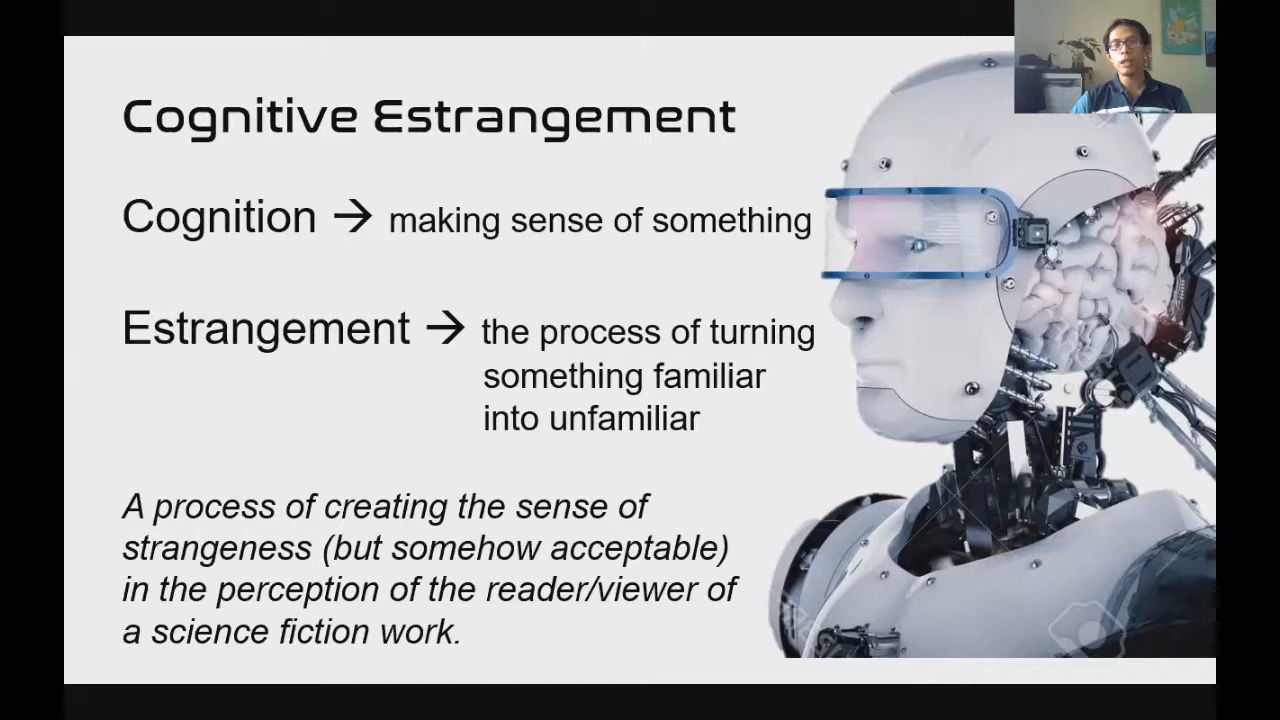 Cognitive Estrangement
Cognition → making sense of something
Estrangement → the process of turning
something familiar
into unfamiliar
A process of creating the sense of
strangeness (but somehow acceptable)
in the perception of the reader/viewer of
a science fiction work.